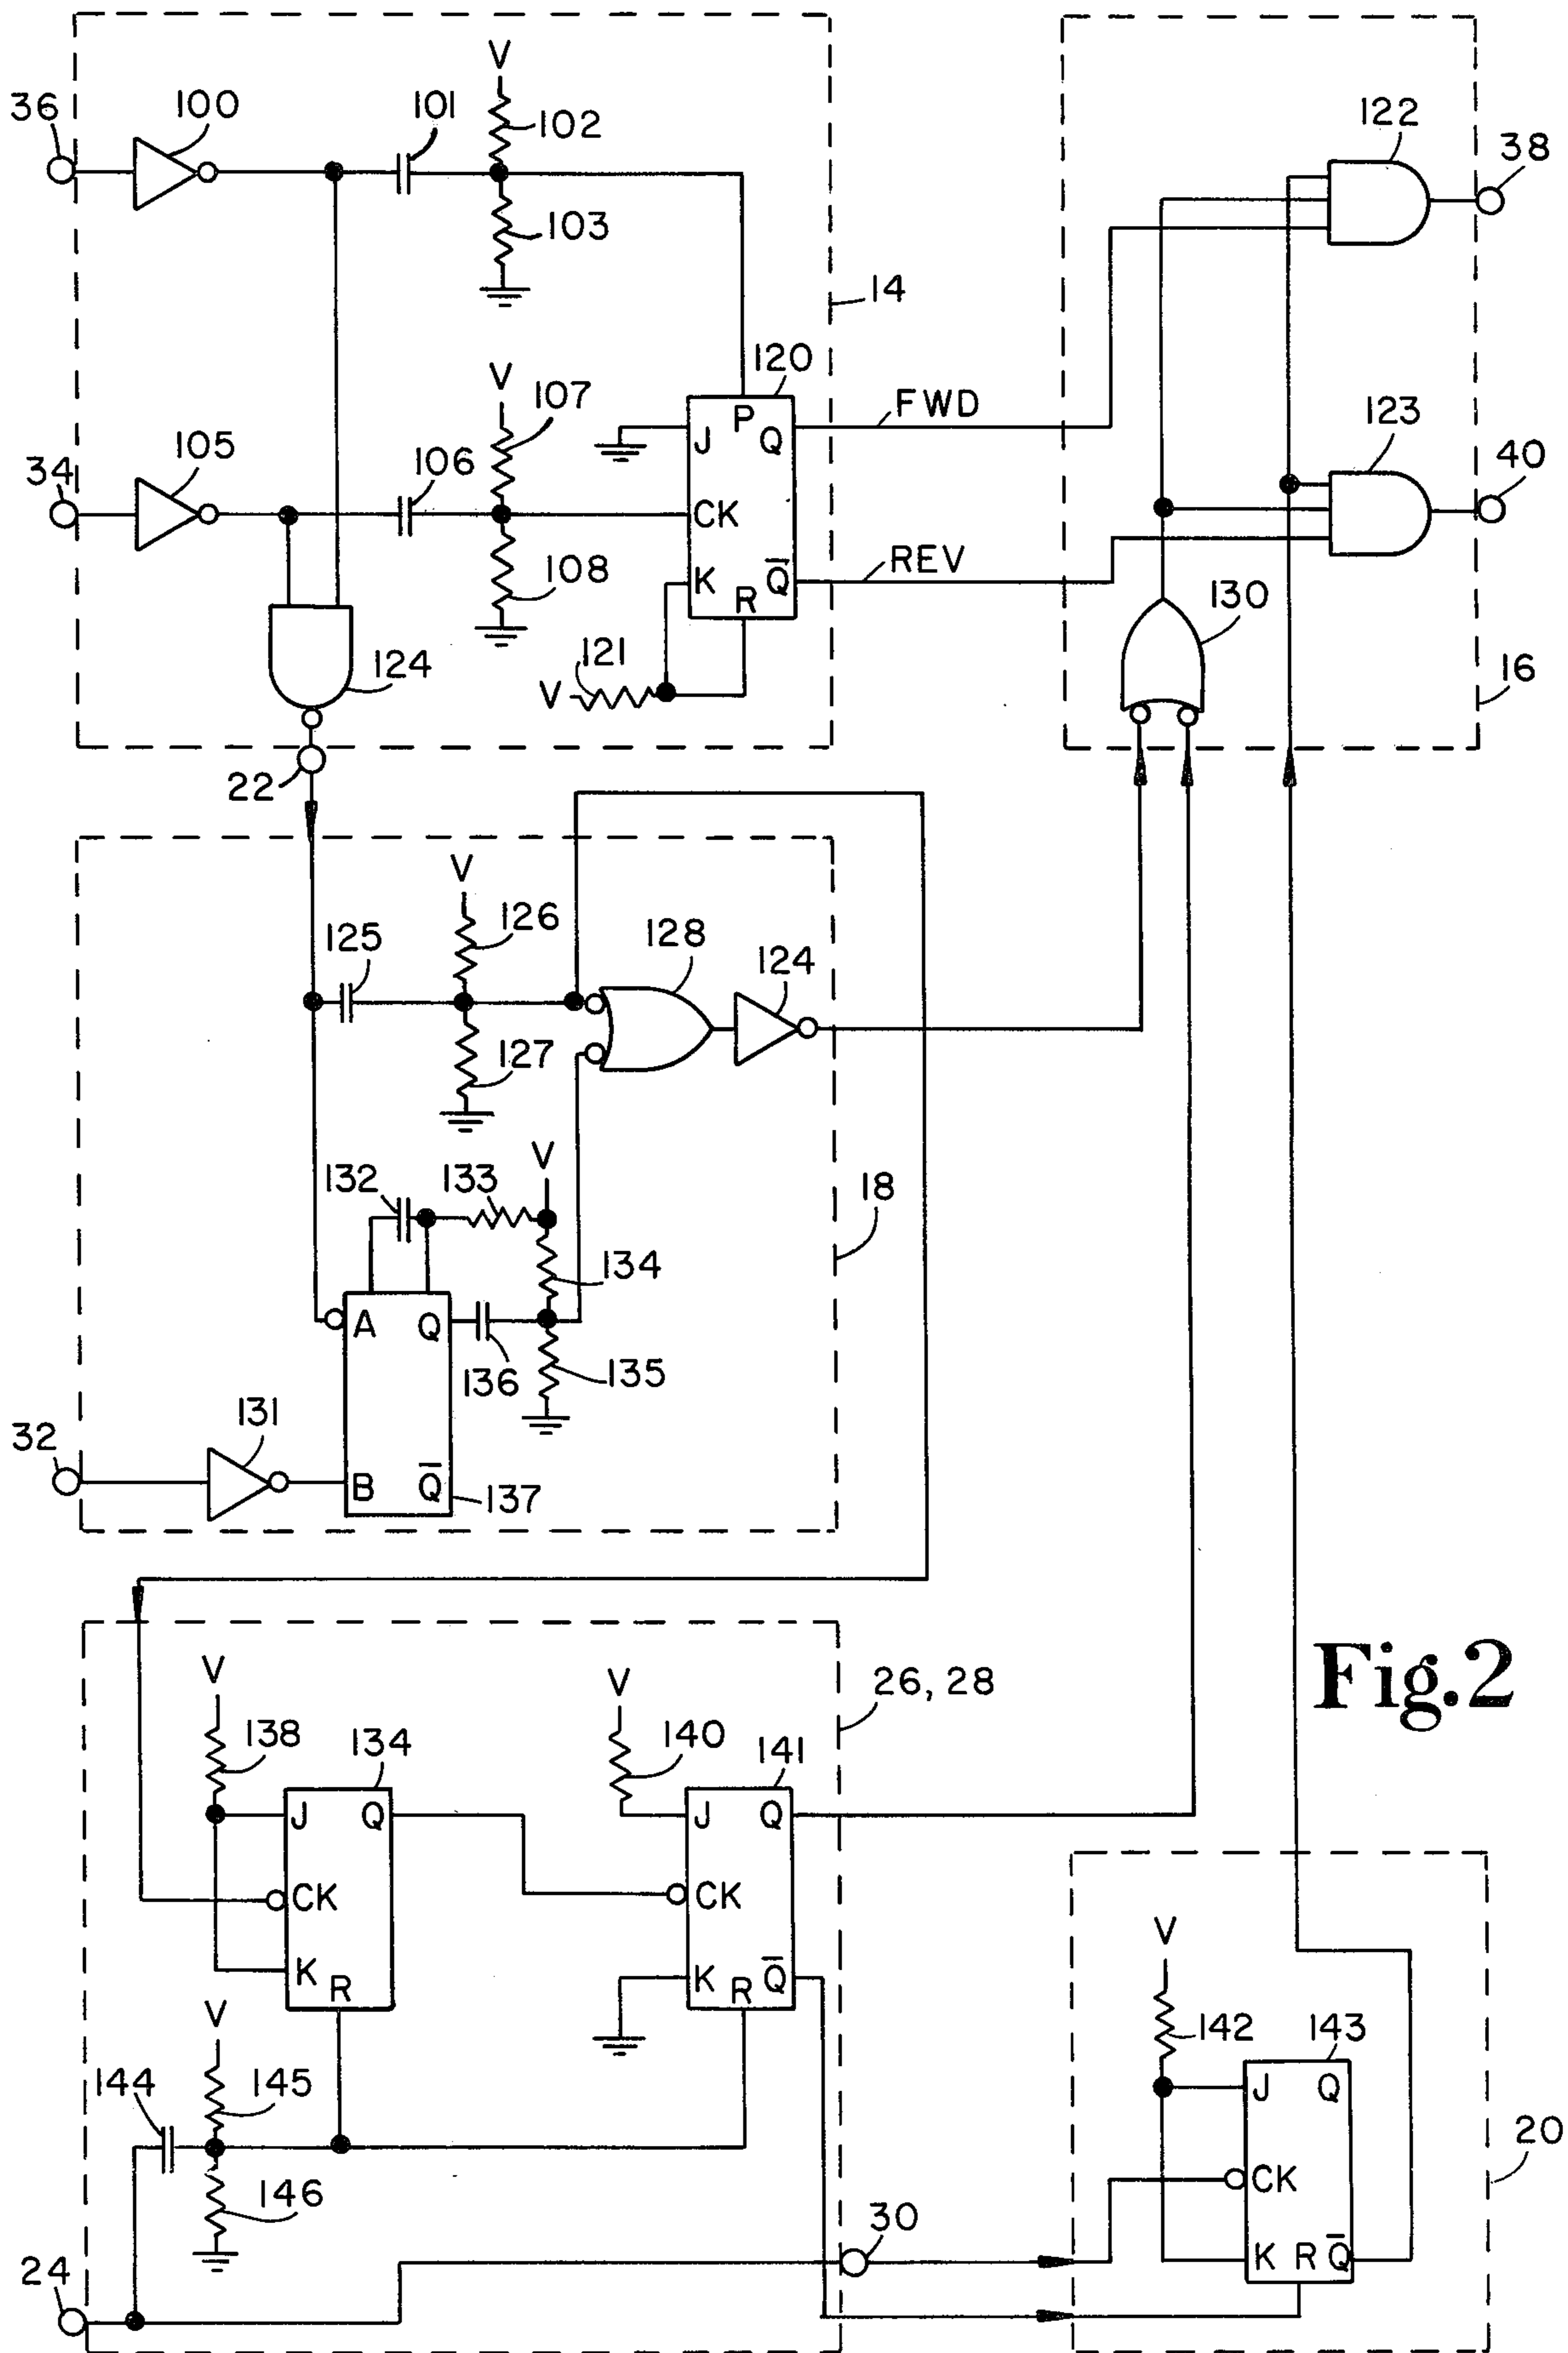 V
36
100
101
102
122
38
103
14
V
120
107
FWD
123
34
105
106
P
J
Q
40
CK
REV
K
Q̅
108
R
130
121
124
V
16
22
V
126
125
128
124
127
V
132
133
18
134
A
Q
136
135
32
131
B
Q̅
137
V
V
26, 28
Fig.2
138
134
140
141
J
Q
J
Q
CK
CK
V
K
R
K
R
Q̅
V
142
143
144
145
J
Q
20
CK
146
30
24
K
R
Q̅